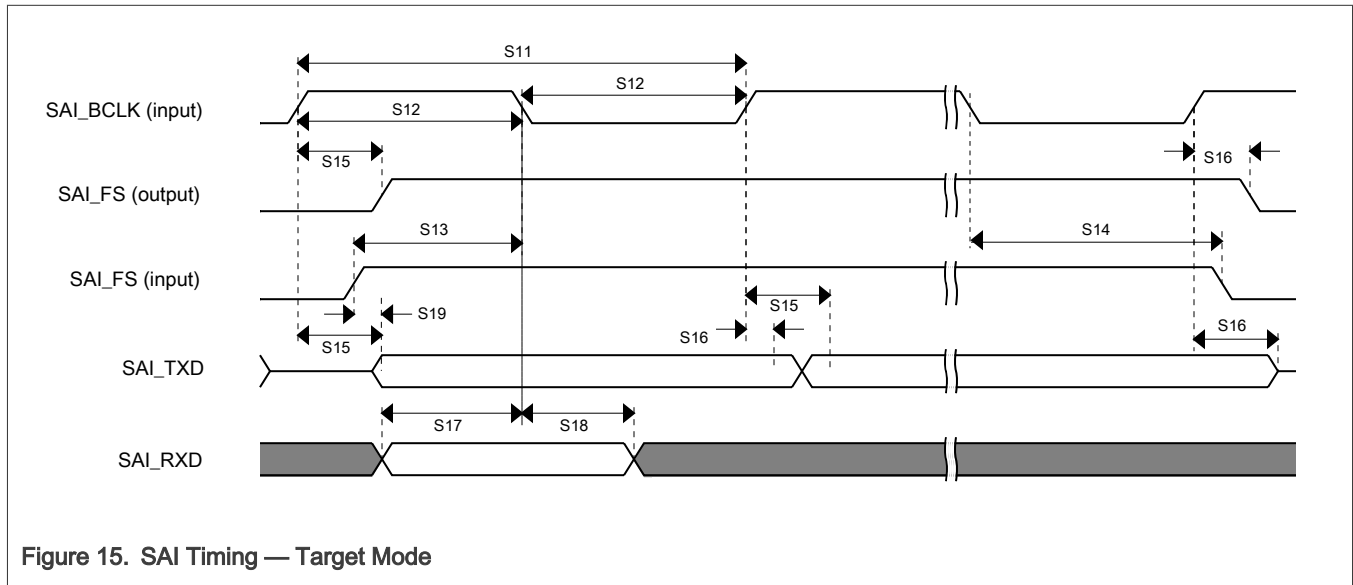 S11
S12
SAI_BCLK (input)
S12
S15
S16
SAI_FS (output)
S13
S14
SAI_FS (input)
S15
S19
S16
S15
S16
SAI_TXD
S17
S18
SAI_RXD
Figure 15. SAI Timing — Target Mode